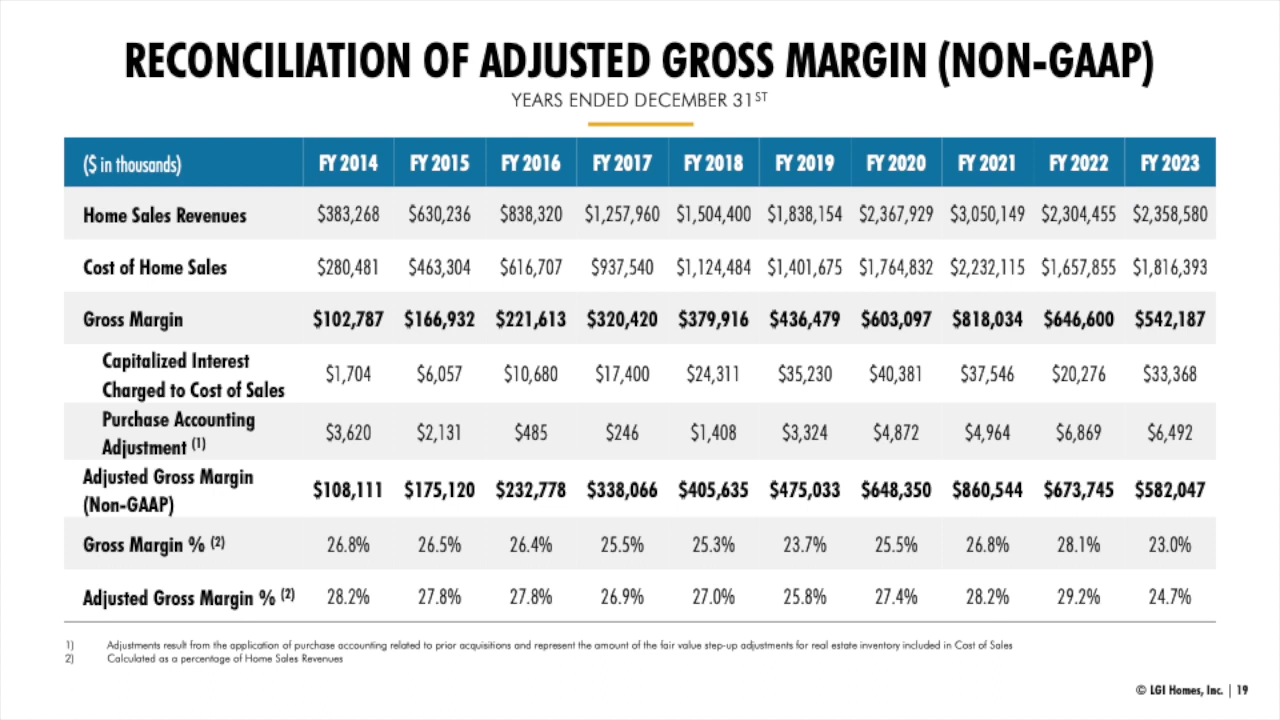 RECONCILIATION OF ADJUSTED GROSS MARGIN (NON-GAAP)
YEARS ENDED DECEMBER 31ST
($ in thousands) FY 2014 FY 2015 FY 2016 FY 2017 FY 2018 FY 2019 FY 2020 FY 2021 FY 2022 FY 2023
Home Sales Revenues $383,268 $630,236 $838,320 $1,257,960 $1,504,400 $1,838,154 $2,367,929 $3,050,149 $2,304,455 $2,358,580
Cost of Home Sales $280,481 $463,304 $616,707 $937,540 $1,124,484 $1,401,675 $1,764,832 $2,232,115 $1,657,855 $1,816,393
Gross Margin $102,787 $166,932 $221,613 $320,420 $379,916 $436,479 $603,097 $818,034 $646,600 $542,187
Capitalized Interest
Charged to Cost of Sales $1,704 $6,057 $10,680 $17,400 $24,311 $35,230 $40,381 $37,546 $20,276 $33,368
Purchase Accounting
Adjustment (1) $3,620 $2,131 $485 $246 $1,408 $3,324 $4,872 $4,964 $6,869 $6,492
Adjusted Gross Margin
(Non-GAAP) $108,111 $175,120 $232,778 $338,066 $405,635 $475,033 $648,350 $860,544 $673,745 $582,047
Gross Margin % (2) 26.8% 26.5% 26.4% 25.5% 25.3% 23.7% 25.5% 26.8% 28.1% 23.0%
Adjusted Gross Margin % (2) 28.2% 27.8% 27.8% 26.9% 27.0% 25.8% 27.4% 28.2% 29.2% 24.7%
1) Adjustments result from the application of purchase accounting related to prior acquisitions and represent the amount of the fair value step-up adjustments for real estate inventory included in Cost of Sales
2) Calculated as a percentage of Home Sales Revenues
© LGI Homes, Inc. | 19